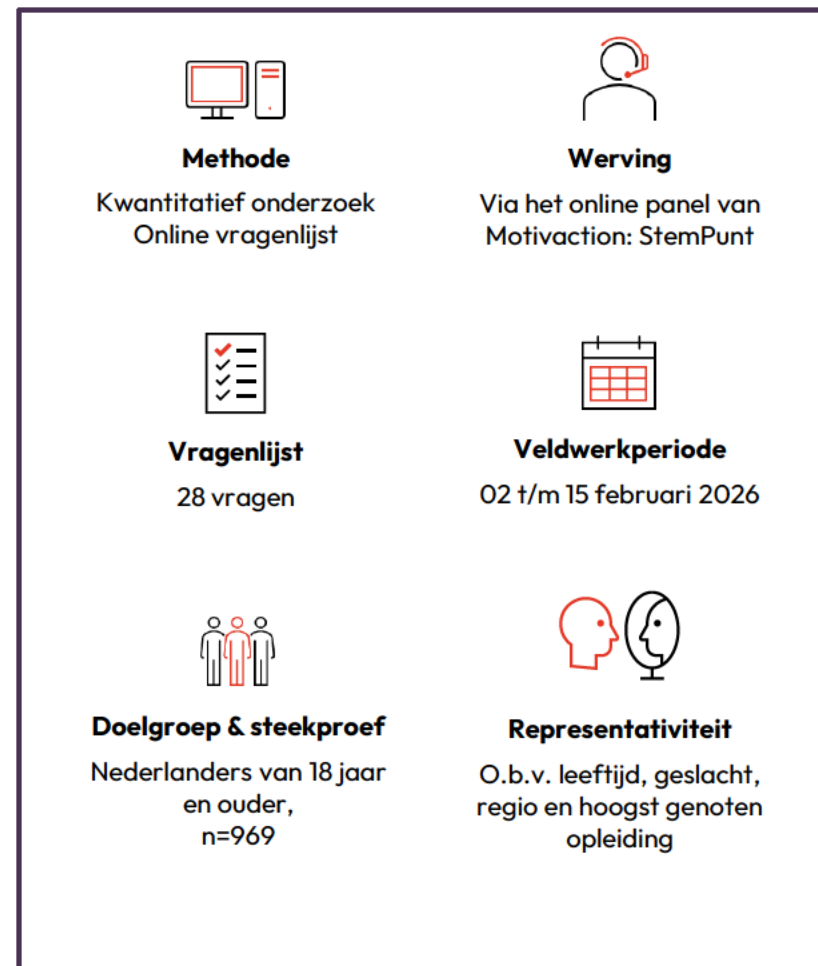 Methode
Kwantitatief onderzoek
Online vragenlijst
Werving
Via het online panel van
Motivaction: StemPunt
Vragenlijst
28 vragen
Veldwerkperiode
02 t/m 15 februari 2026
Doelgroep & steekproef
Nederlanders van 18 jaar
en ouder,
n=969
Representativiteit
O.b.v. leeftijd, geslacht,
regio en hoogst genoten
opleiding